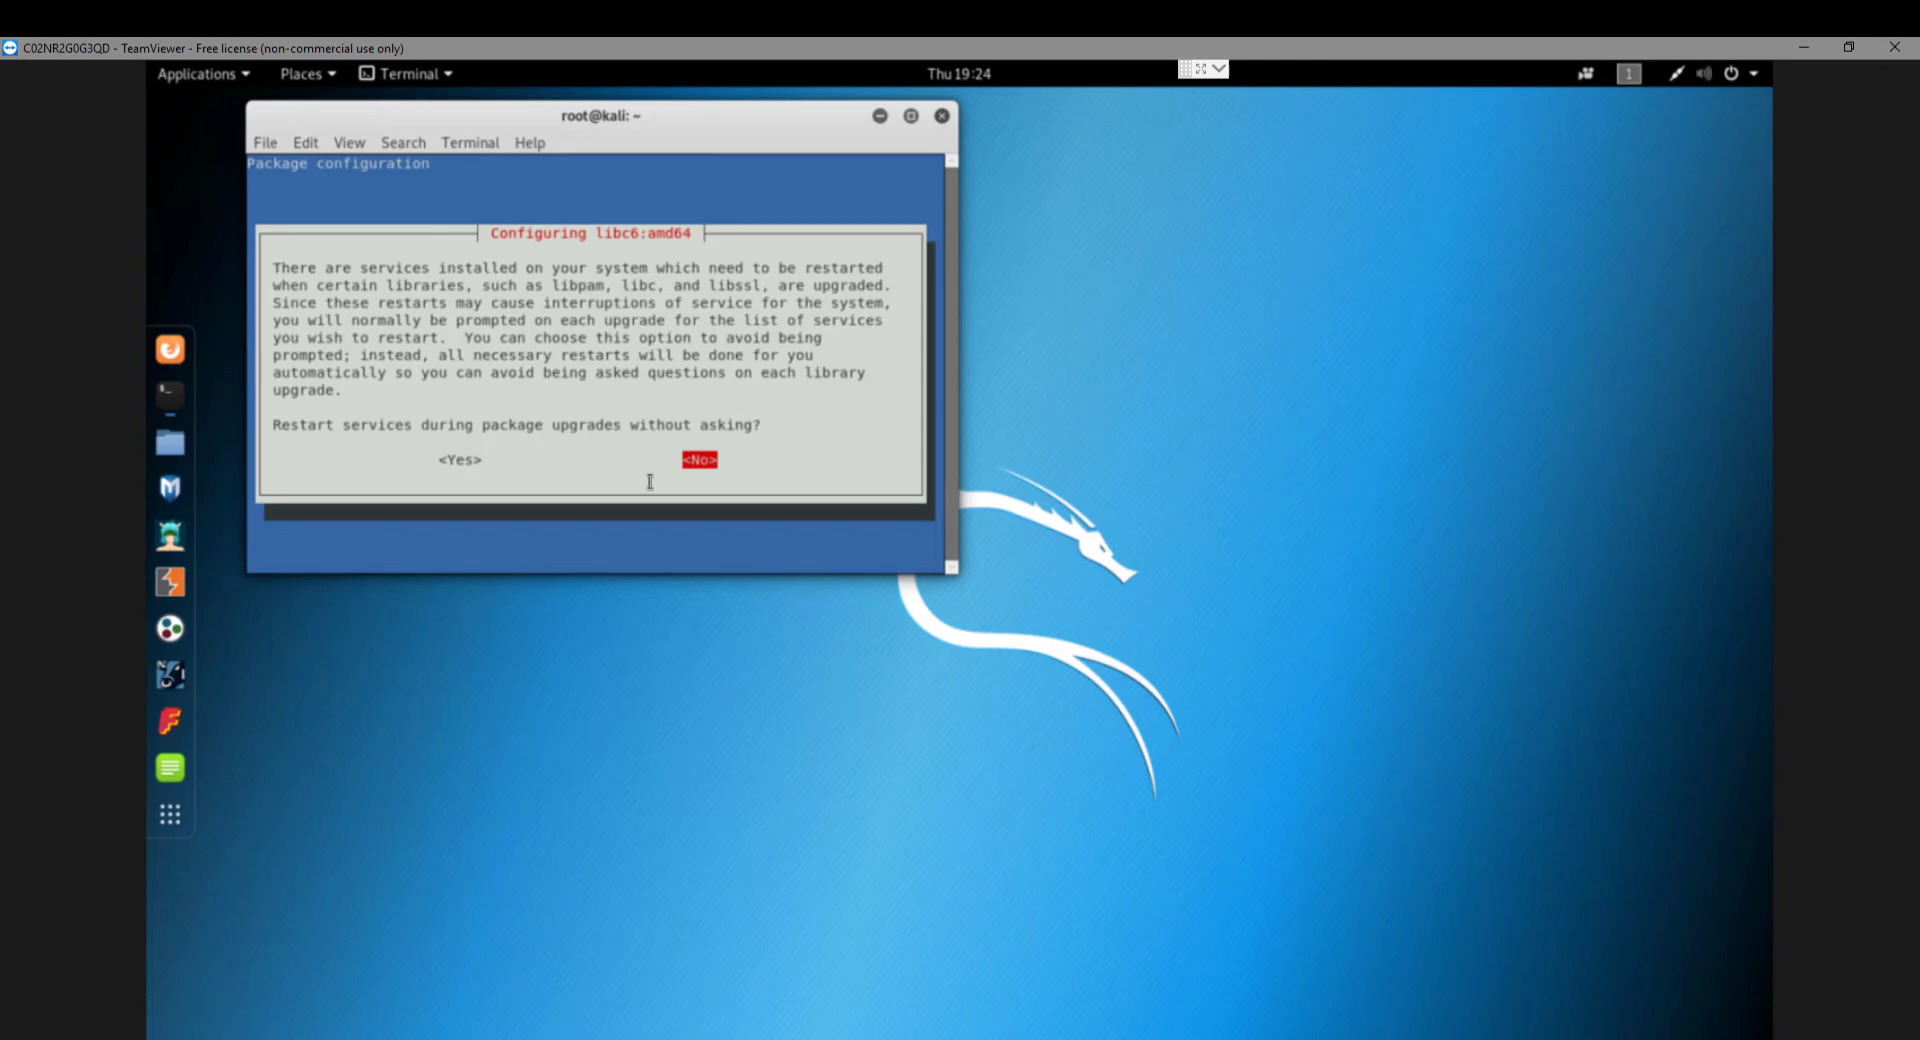 C02NR2G0G3QD - TeamViewer - Free license (non-commercial use only)
Applications Places Terminal Thu 19:24 1
root@kali: ~
File Edit View Search Terminal Help
Package configuration
Configuring libc6:amd64
There are services installed on your system which need to be restarted
when certain libraries, such as libpam, libc, and libssl, are upgraded.
Since these restarts may cause interruptions of service for the system,
you will normally be prompted on each upgrade for the list of services
you wish to restart.  You can choose this option to avoid being
prompted; instead, all necessary restarts will be done for you
automatically so you can avoid being asked questions on each library
upgrade.
Restart services during package upgrades without asking?
<Yes> <No>